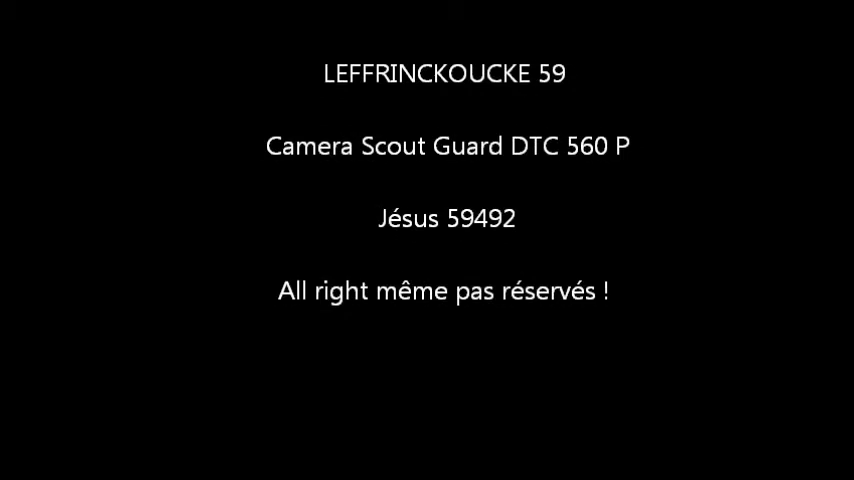 LEFFRINCKOUCKE 59
Camera Scout Guard DTC 560 P
Jésus 59492
All right même pas réservés !